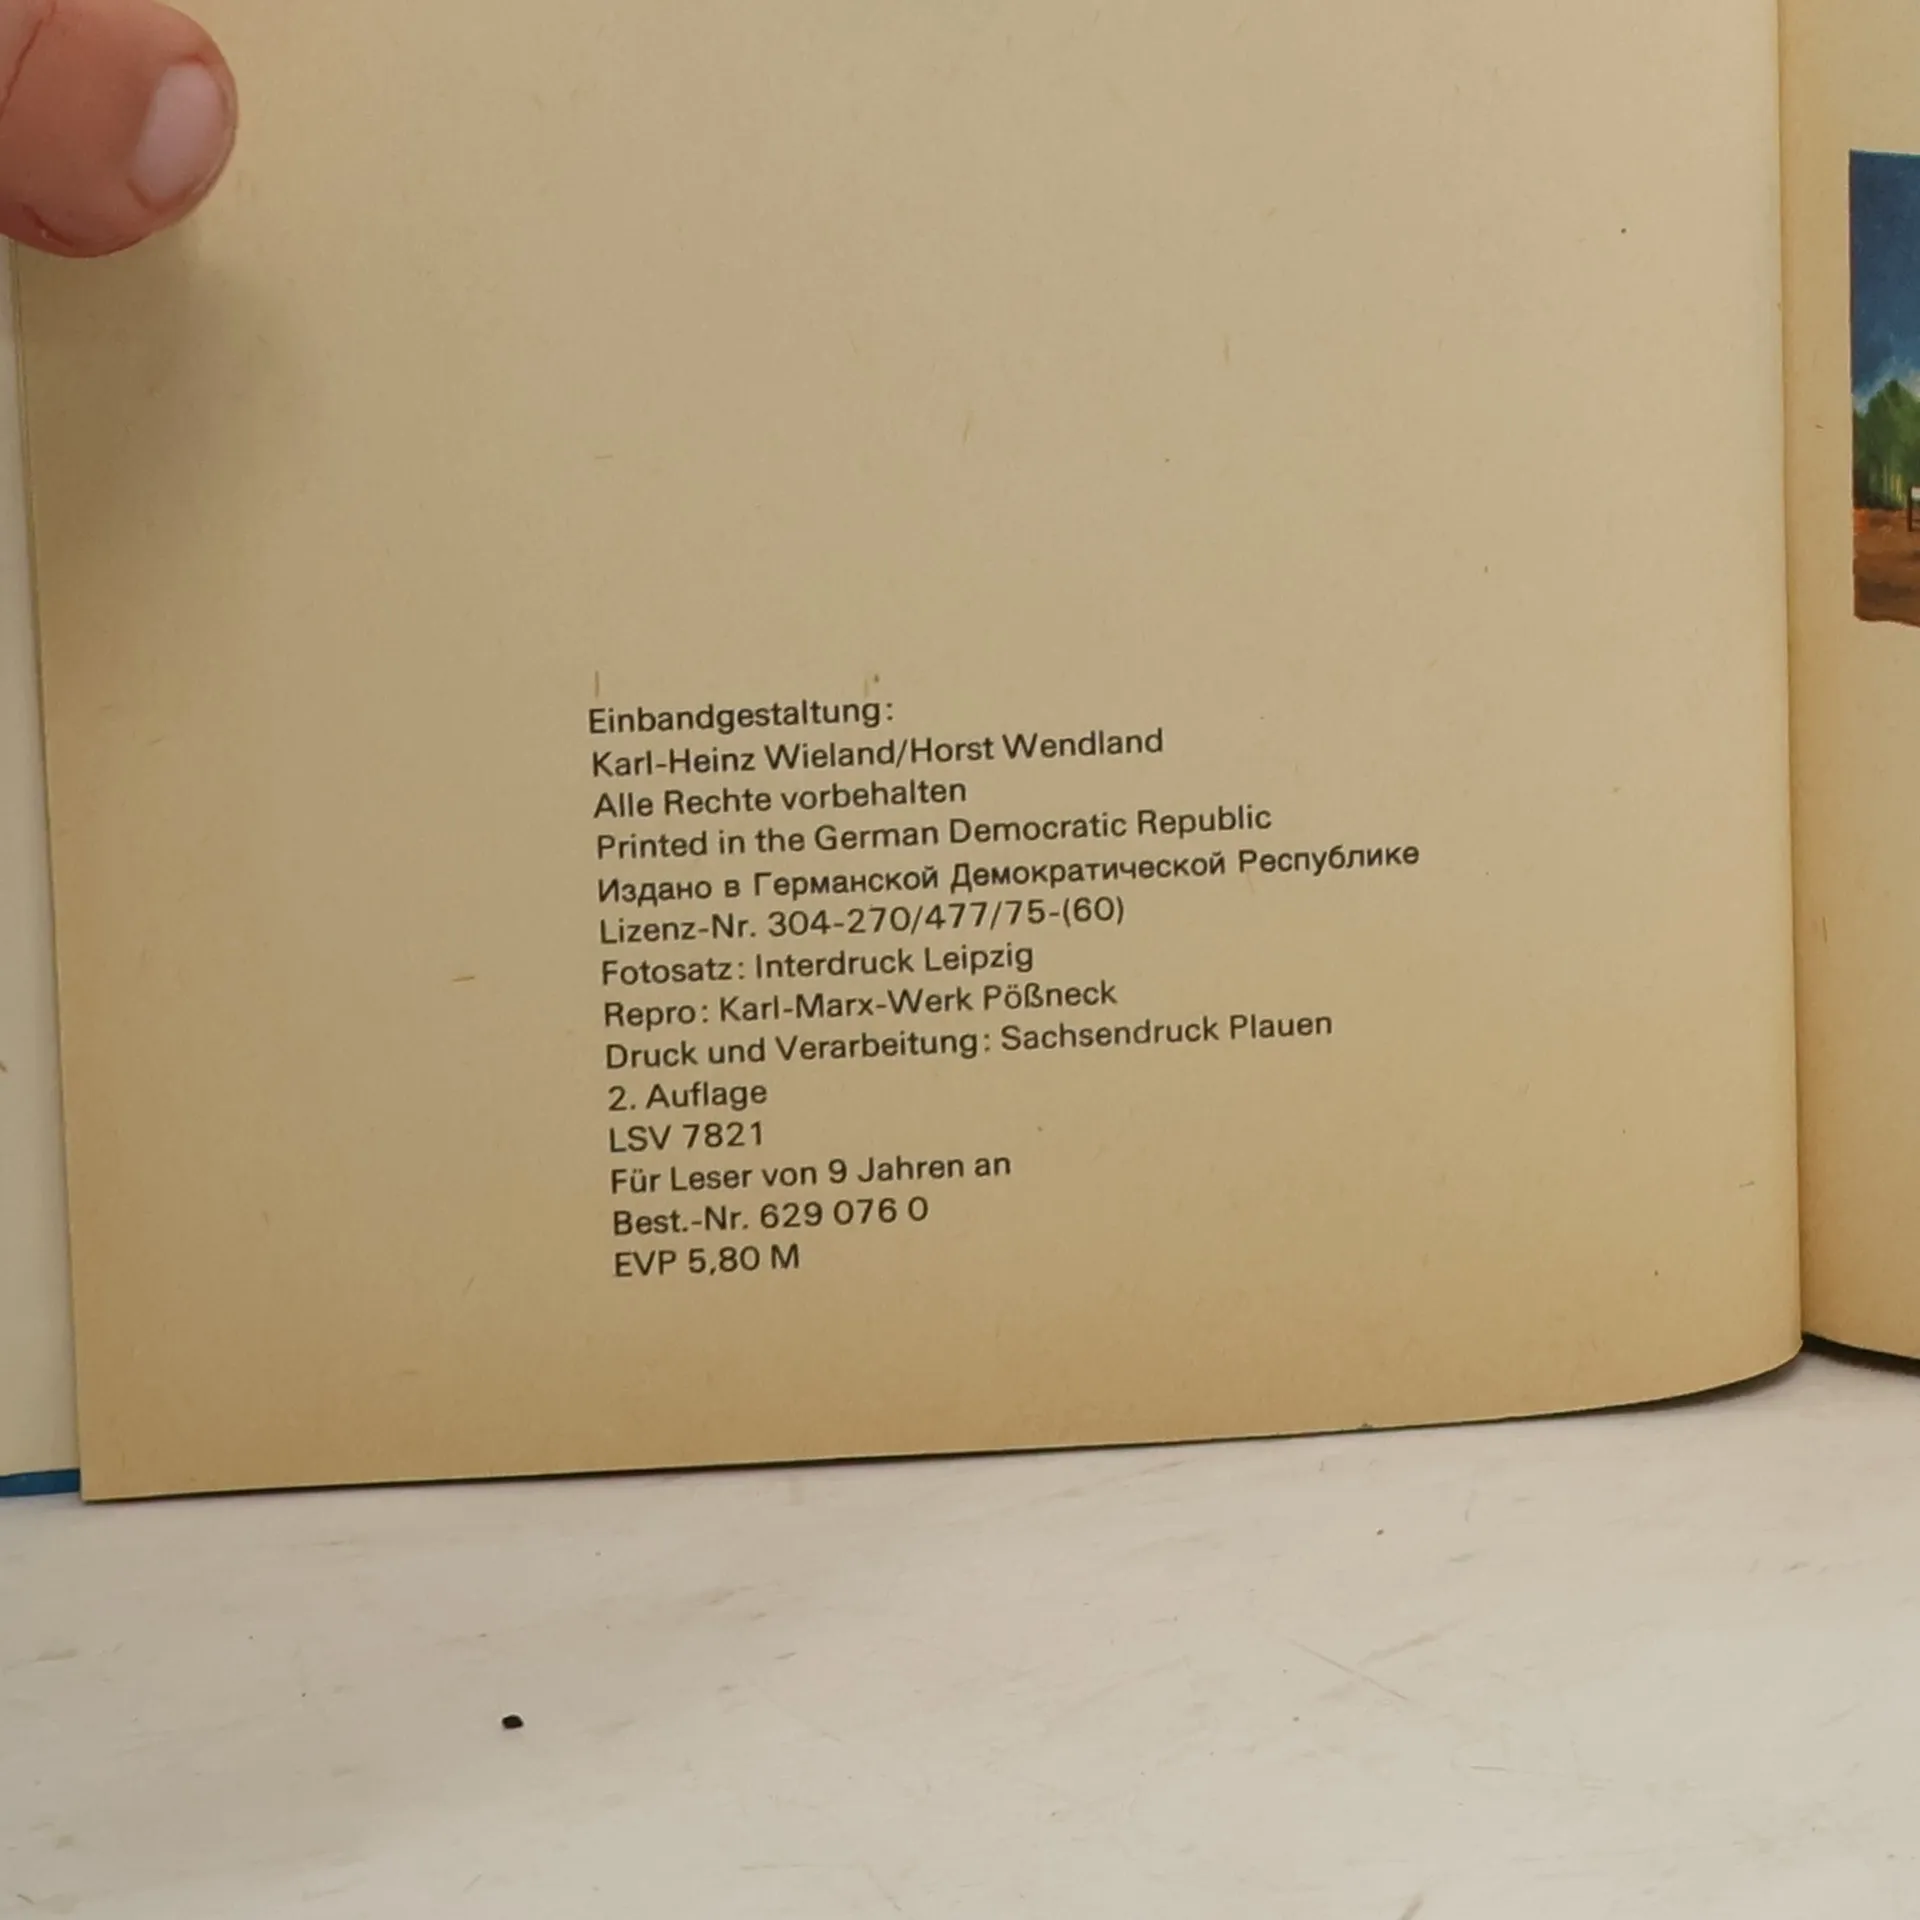 Einbandgestaltung:
Karl-Heinz Wieland/Horst Wendland
Alle Rechte vorbehalten
Printed in the German Democratic Republic
Издано в Германской Демократической Республике
Lizenz-Nr. 304-270/477/75-(60)
Fotosatz: Interdruck Leipzig
Repro: Karl-Marx-Werk Pößneck
Druck und Verarbeitung: Sachsendruck Plauen
2. Auflage
LSV 7821
Für Leser von 9 Jahren an
Best.-Nr. 629 076 0
EVP 5,80 M